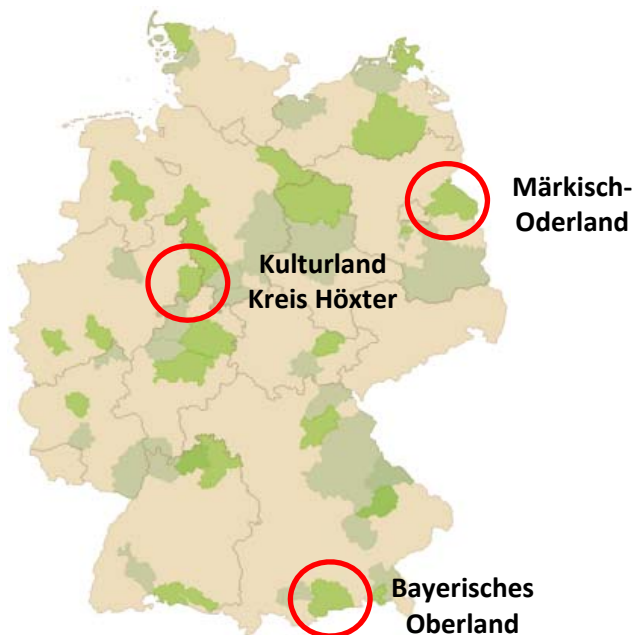 Märkisch-
Oderland
Kulturland
Kreis Höxter
Bayerisches
Oberland